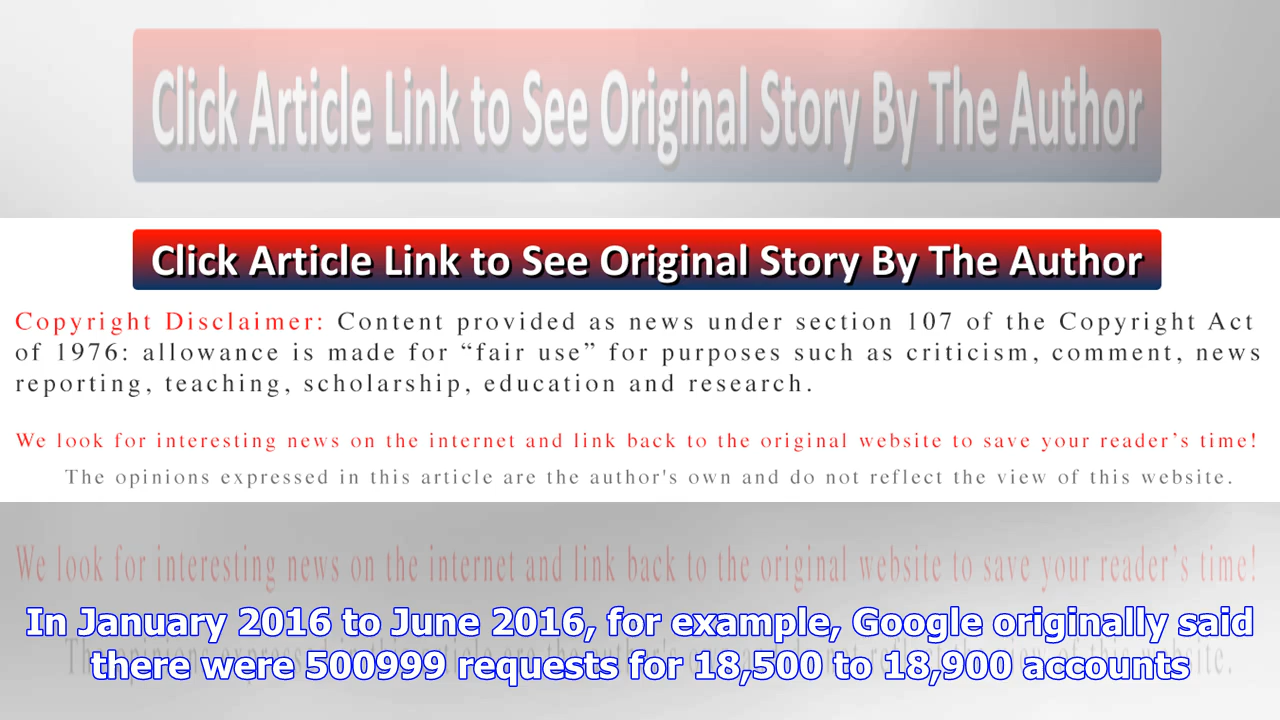 Click Article Link to See Original Story By The Author
Click Article Link to See Original Story By The Author
Copyright Disclaimer: Content provided as news under section 107 of the Copyright Act
of 1976: allowance is made for “fair use” for purposes such as criticism, comment, news
reporting, teaching, scholarship, education and research.
We look for interesting news on the internet and link back to the original website to save your reader’s time!
The opinions expressed in this article are the author's own and do not reflect the view of this website.
We look for interesting news on the internet and link back to the original website to save your reader’s time!
In January 2016 to June 2016, for example, Google originally said
there were 500999 requests for 18,500 to 18,900 accounts